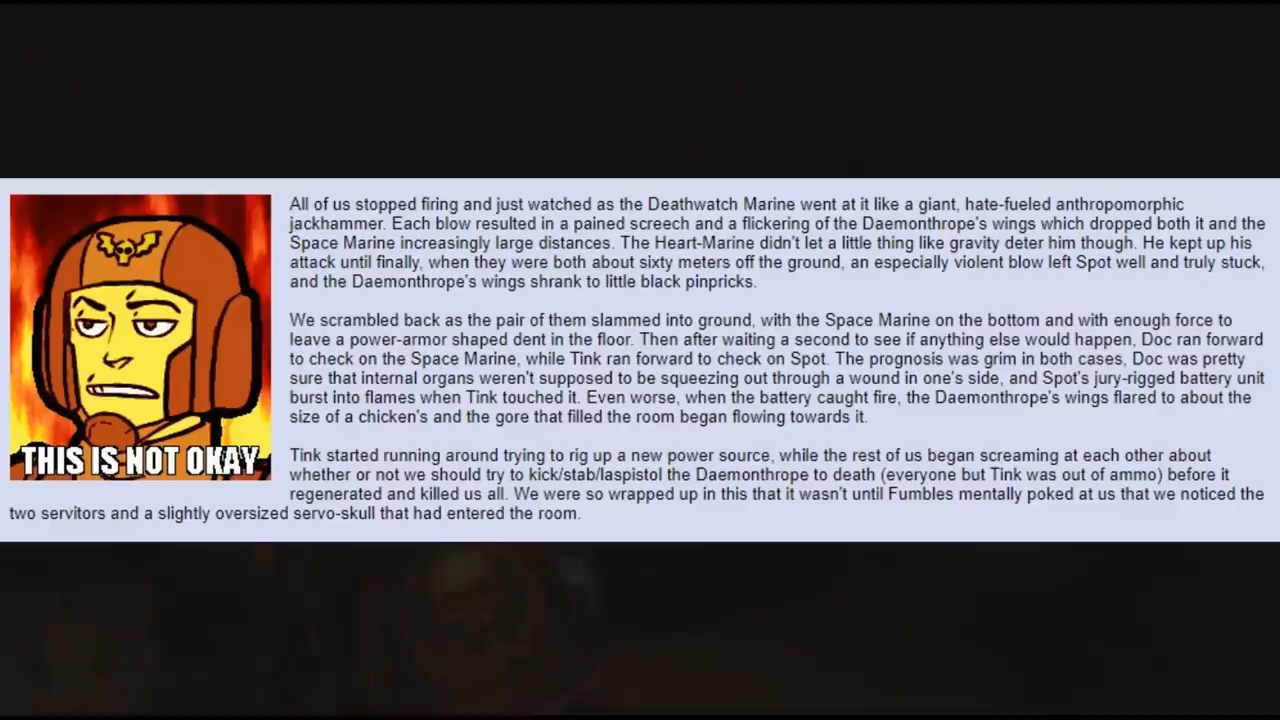 All of us stopped firing and just watched as the Deathwatch Marine went at it like a giant, hate-fueled anthropomorphic
jackhammer. Each blow resulted in a pained screech and a flickering of the Daemonthrope's wings which dropped both it and the
Space Marine increasingly large distances. The Heart-Marine didn't let a little thing like gravity deter him though. He kept up his
attack until finally, when they were both about sixty meters off the ground, an especially violent blow left Spot well and truly stuck,
and the Daemonthrope's wings shrank to little black pinpricks.
We scrambled back as the pair of them slammed into ground, with the Space Marine on the bottom and with enough force to
leave a power-armor shaped dent in the floor. Then after waiting a second to see if anything else would happen, Doc ran forward
to check on the Space Marine, while Tink ran forward to check on Spot. The prognosis was grim in both cases, Doc was pretty
sure that internal organs weren't supposed to be squeezing out through a wound in one's side, and Spot's jury-rigged battery unit
burst into flames when Tink touched it. Even worse, when the battery caught fire, the Daemonthrope's wings flared to about the
size of a chicken's and the gore that filled the room began flowing towards it.
THIS IS NOT OKAY
Tink started running around trying to rig up a new power source, while the rest of us began screaming at each other about
whether or not we should try to kick/stab/laspistol the Daemonthrope to death (everyone but Tink was out of ammo) before it
regenerated and killed us all. We were so wrapped up in this that it wasn't until Fumbles mentally poked at us that we noticed the
two servitors and a slightly oversized servo-skull that had entered the room.